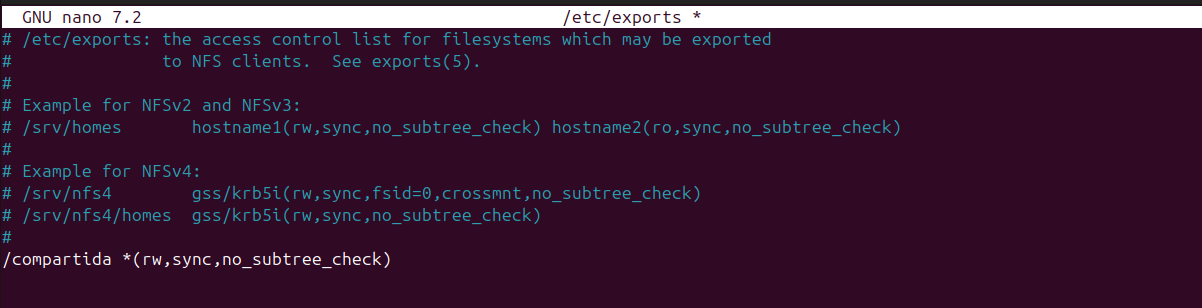 GNU nano 7.2 /etc/exports *
# /etc/exports: the access control list for filesystems which may be exported
#               to NFS clients.  See exports(5).
#
# Example for NFSv2 and NFSv3:
# /srv/homes       hostname1(rw,sync,no_subtree_check) hostname2(ro,sync,no_subtree_check)
#
# Example for NFSv4:
# /srv/nfs4        gss/krb5i(rw,sync,fsid=0,crossmnt,no_subtree_check)
# /srv/nfs4/homes  gss/krb5i(rw,sync,no_subtree_check)
#
/compartida *(rw,sync,no_subtree_check)